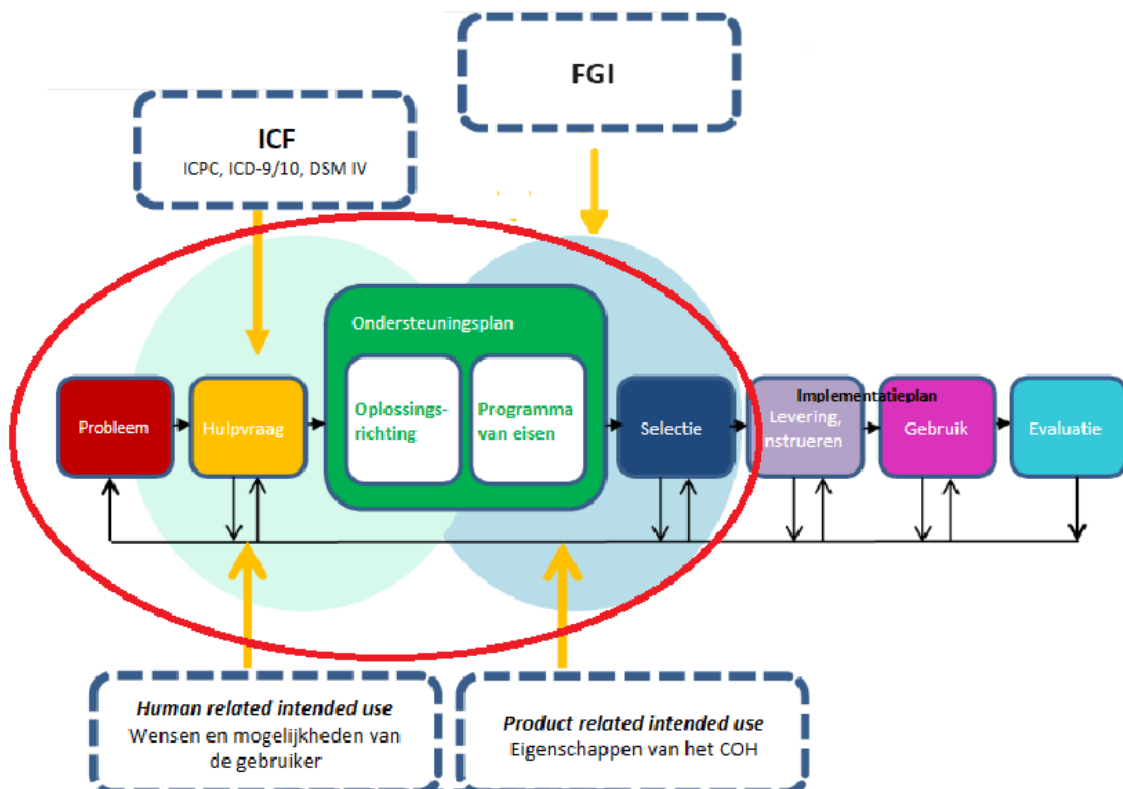 FGI
ICF
ICPC, ICD-9/10, DSM IV
Ondersteuningsplan
Oplossings-
richting
Programma
van eisen
Probleem
Hulpvraag
Selectie
Implementatieplan
Levering,
nstrueren
Gebruik
Evaluatie
Human related intended use
Wensen en mogelijkheden van
de gebruiker
Product related intended use
Eigenschappen van het COH